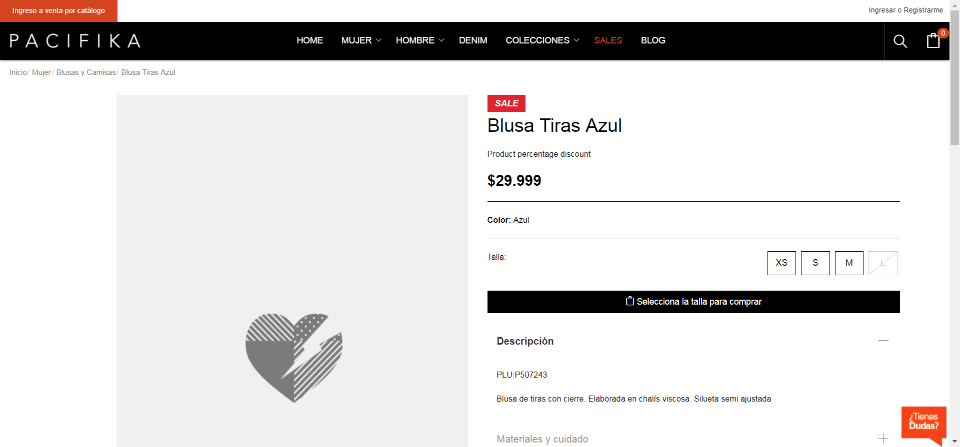 Ingreso a venta por catálogo
Ingresar o Registrarme
PACIFIKA
HOME MUJER HOMBRE DENIM COLECCIONES SALES BLOG
0
Inicio/ Mujer/ Blusas y Camisas/ Blusa Tiras Azul
SALE
Blusa Tiras Azul
Product percentage discount
$29.999
Color: Azul
Talla:
XS S M L
Selecciona la talla para comprar
Descripción
PLU:P507243
Blusa de tiras con cierre. Elaborada en chalís viscosa. Silueta semi ajustada
Materiales y cuidado
¿Tienes
Dudas?